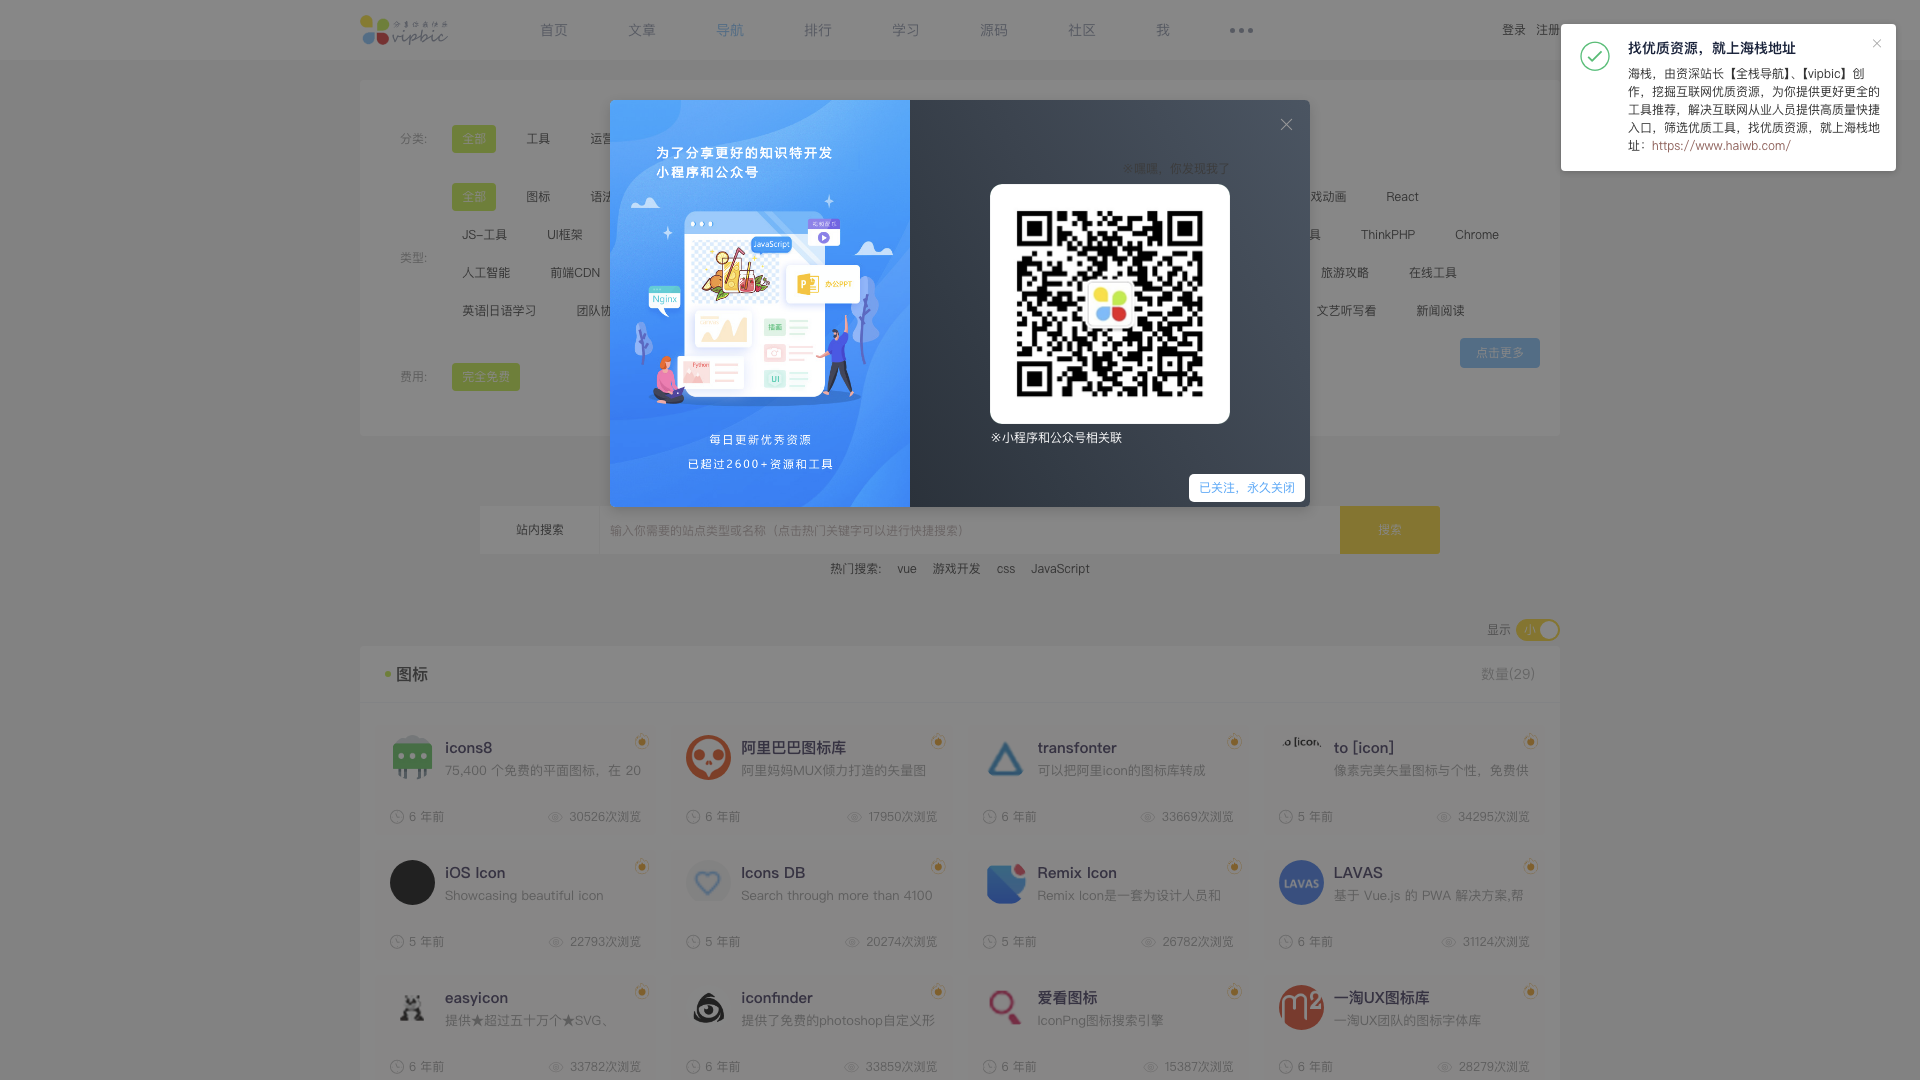 vipbic
首页
文章
导航
排行
学习
源码
社区
我
登录 注册
找优质资源，就上海栈地址
海栈，由资深站长【全栈导航】、【vipbic】创
作，挖掘互联网优质资源，为你提供更好更全的
工具推荐，解决互联网从业人员提供高质量快捷
入口，筛选优质工具，找优质资源，就上海栈地
址：https://www.haiwb.com/
为了分享更好的知识特开发
小程序和公众号
JavaScript
办公PPT
Nginx
插画
Python
UI
每日更新优秀资源
已超过2600+资源和工具
※嘿嘿，你发现我了
※小程序和公众号相关联
已关注，永久关闭
分类:
全部
工具
类型:
全部
图标
React
JS-工具
UI框架
ThinkPHP
Chrome
人工智能
前端CDN
旅游攻略
在线工具
英语|日语学习
文艺听写看
新闻阅读
点击更多
费用:
完全免费
站内搜索
输入你需要的站点类型或名称（点击热门关键字可以进行快捷搜索）
搜索
热门搜索: vue 游戏开发 css JavaScript
显示 小
图标
数量(29)
icons8
75,400 个免费的平面图标，在 20
6 年前 30526次浏览
阿里巴巴图标库
阿里妈妈MUX倾力打造的矢量图
6 年前 17950次浏览
transfonter
可以把阿里icon的图标库转成
6 年前 33669次浏览
to [icon]
to [icon]
像素完美矢量图标与个性，免费供
5 年前 34295次浏览
iOS Icon
Showcasing beautiful icon
5 年前 22793次浏览
Icons DB
Search through more than 4100
5 年前 20274次浏览
Remix Icon
Remix Icon是一套为设计人员和
5 年前 26782次浏览
LAVAS
LAVAS
基于 Vue.js 的 PWA 解决方案,帮
6 年前 31124次浏览
easyicon
提供★超过五十万个★SVG、
6 年前 33782次浏览
iconfinder
提供了免费的photoshop自定义形
6 年前 33859次浏览
爱看图标
IconPng图标搜索引擎
6 年前 15387次浏览
一淘UX图标库
一淘UX团队的图标字体库
6 年前 28279次浏览